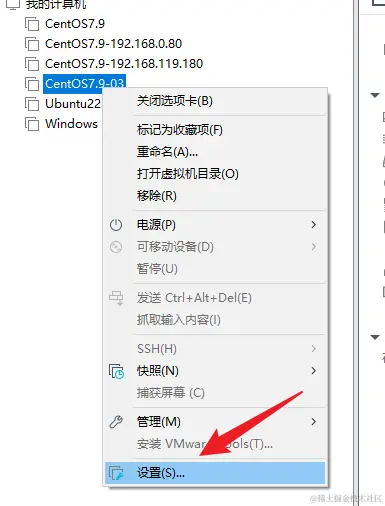 我的计算机
CentOS7.9
CentOS7.9-192.168.0.80
CentOS7.9-192.168.119.180
CentOS7.9-03
Ubuntu22
Windows
关闭选项卡(B)
标记为收藏项(F)
重命名(A)...
打开虚拟机目录(O)
移除(R)
电源(P)
可移动设备(D)
暂停(U)
发送 Ctrl+Alt+Del(E)
抓取输入内容(I)
SSH(H)
快照(N)
捕获屏幕 (C)
管理(M)
安装 VMware Tools(T)...
设置(S)...
@稀土掘金技术社区